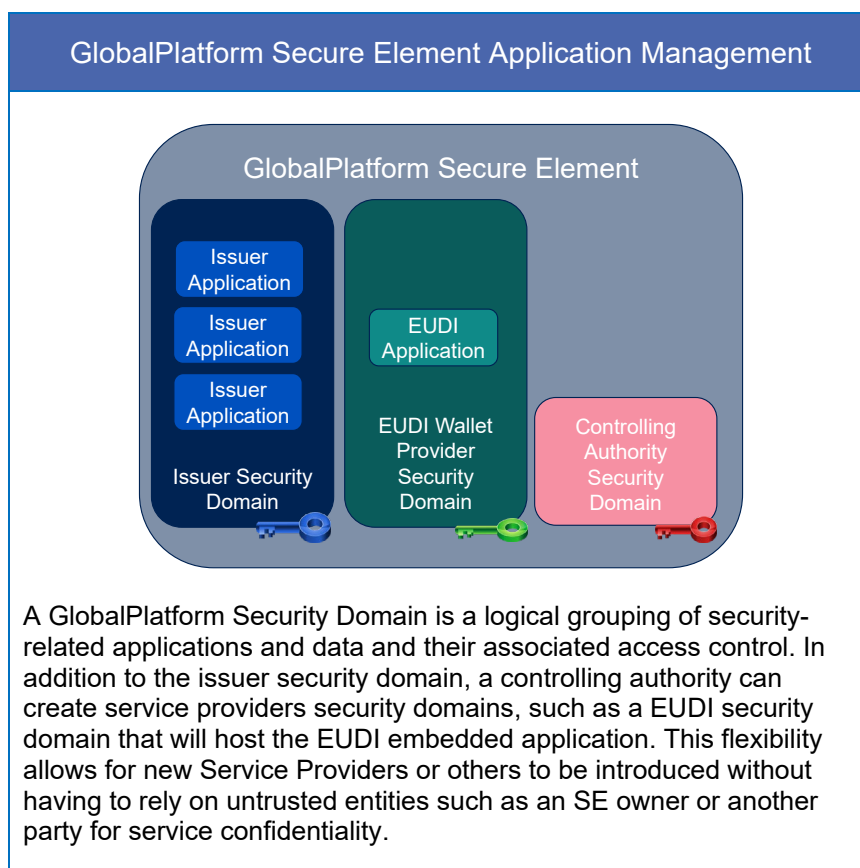 GlobalPlatform Secure Element Application Management
GlobalPlatform Secure Element
Issuer
Application
Issuer
Application
Issuer
Application
Issuer Security
Domain
EUDI
Application
EUDI Wallet
Provider
Security
Domain
Controlling
Authority
Security
Domain
A GlobalPlatform Security Domain is a logical grouping of security-
related applications and data and their associated access control. In
addition to the issuer security domain, a controlling authority can
create service providers security domains, such as a EUDI security
domain that will host the EUDI embedded application. This flexibility
allows for new Service Providers or others to be introduced without
having to rely on untrusted entities such as an SE owner or another
party for service confidentiality.